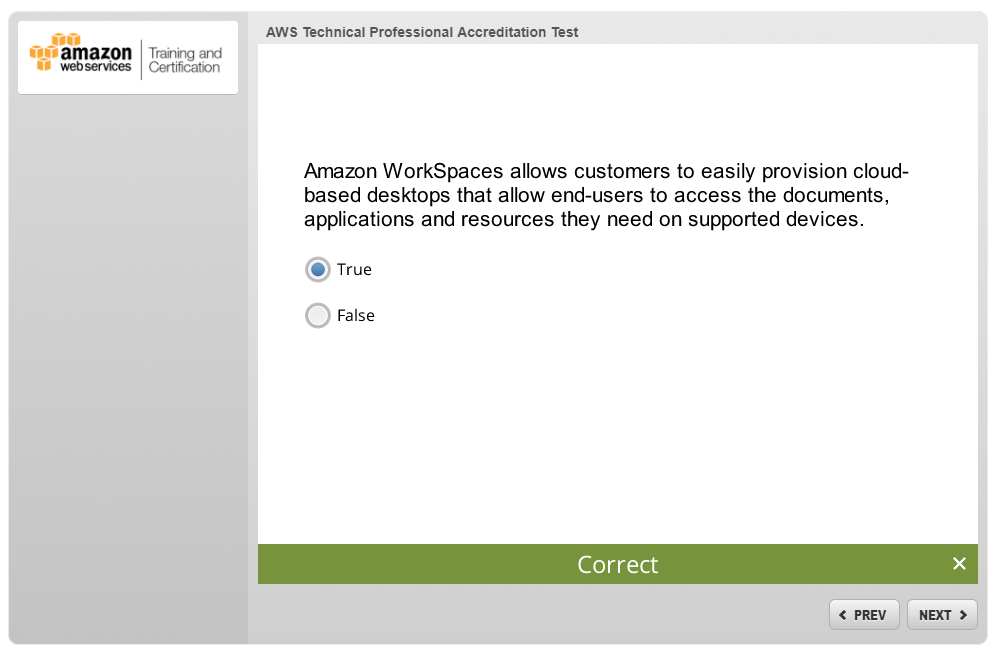 amazon
webservices
Training and
Certification
AWS Technical Professional Accreditation Test
Amazon WorkSpaces allows customers to easily provision cloud-
based desktops that allow end-users to access the documents,
applications and resources they need on supported devices.
True
False
Correct
PREV
NEXT